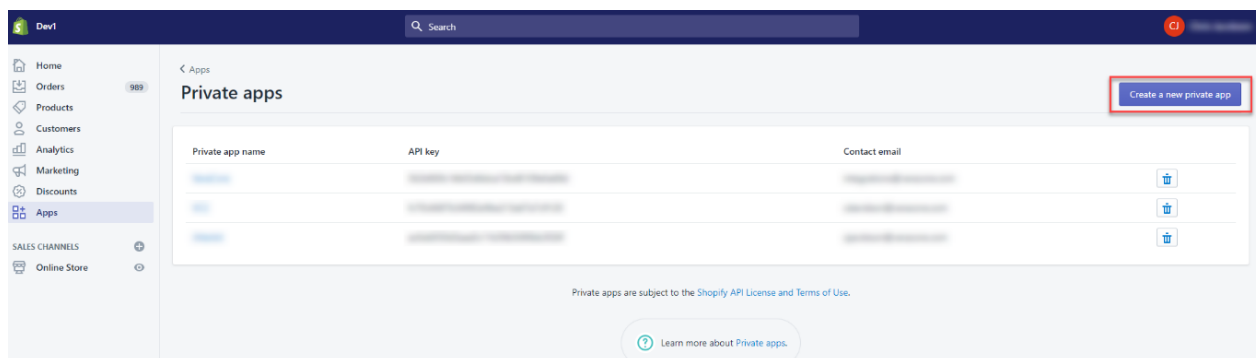 Dev1
Search
CJ
Home
Orders 989
Products
Customers
Analytics
Marketing
Discounts
Apps
SALES CHANNELS
Online Store
Apps
Private apps
Create a new private app
Private app name API key Contact email
Private apps are subject to the Shopify API License and Terms of Use.
Learn more about Private apps.